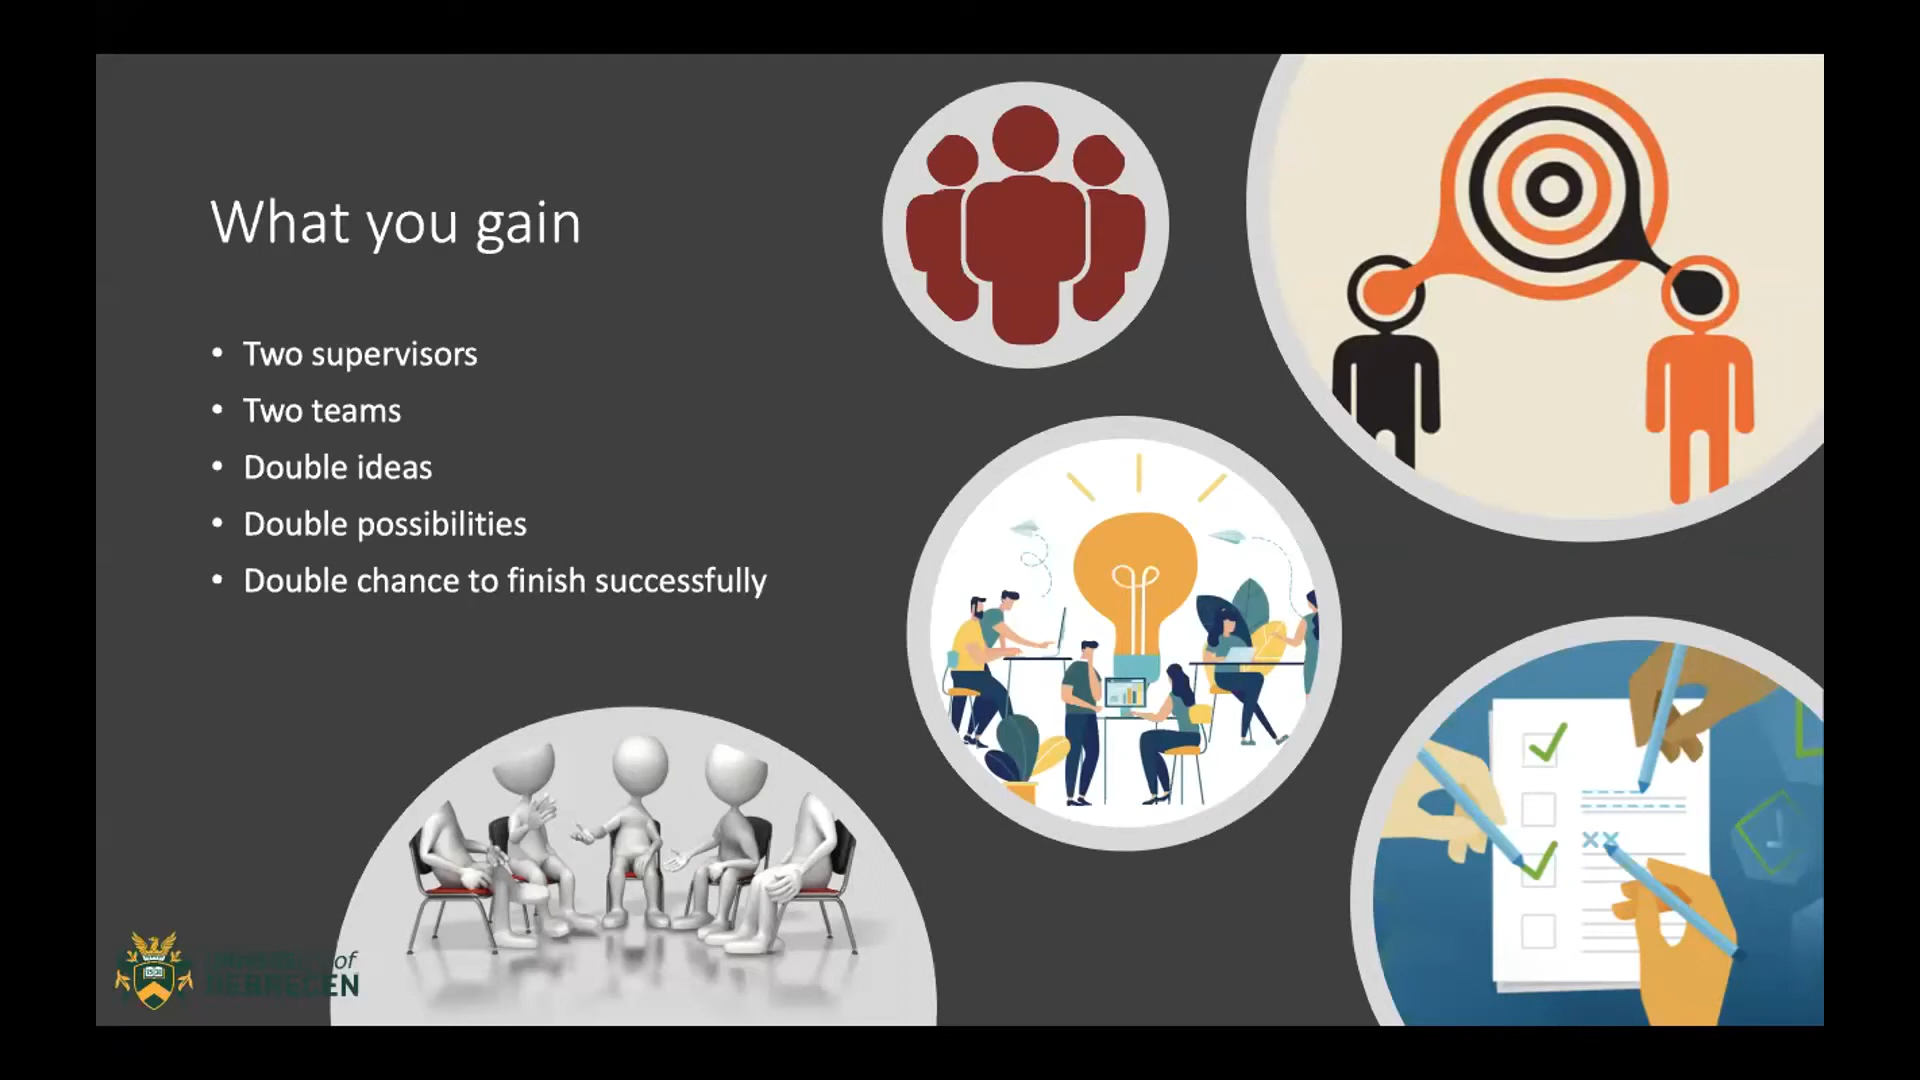 What you gain
• Two supervisors
• Two teams
• Double ideas
• Double possibilities
• Double chance to finish successfully
UNIVERSITY of
DEBRECEN